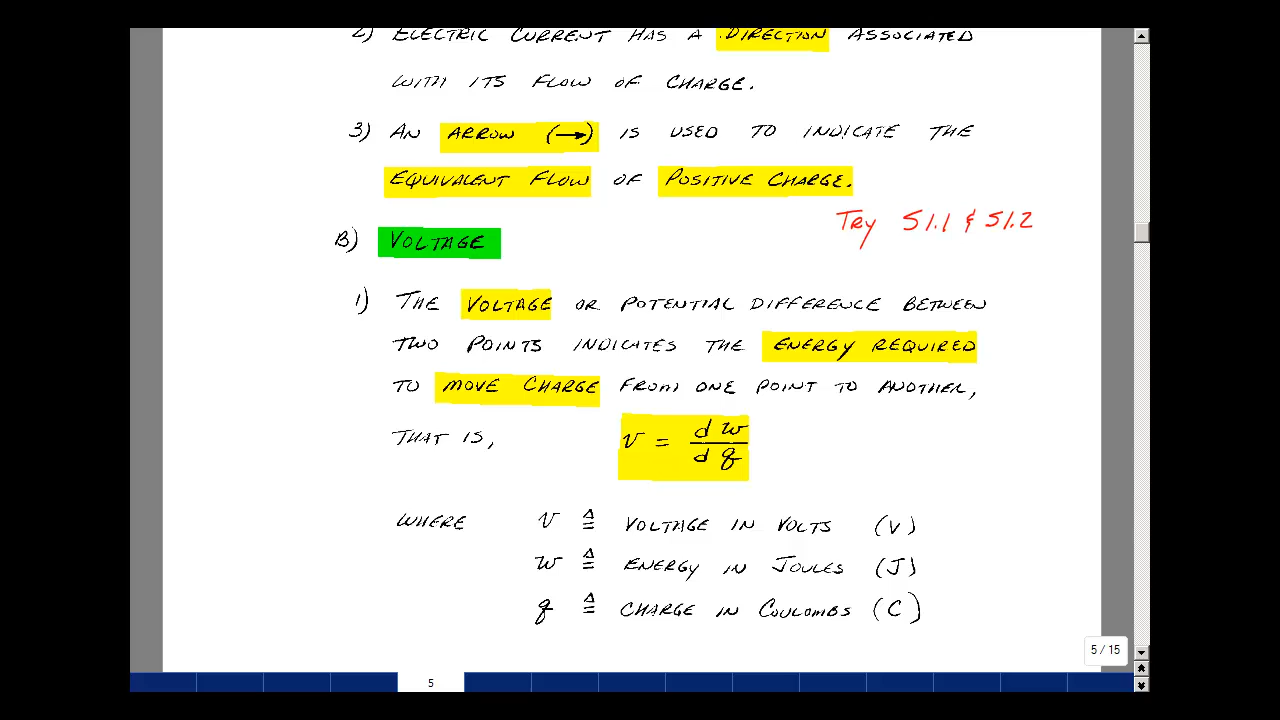 2) ELECTRIC CURRENT HAS A DIRECTION ASSOCIATED
WITH ITS FLOW OF CHARGE.
3) AN ARROW (→) IS USED TO INDICATE THE
EQUIVALENT FLOW OF POSITIVE CHARGE.
TRY S1.1 & S1.2
B) VOLTAGE
1) THE VOLTAGE OR POTENTIAL DIFFERENCE BETWEEN
TWO POINTS INDICATES THE ENERGY REQUIRED
TO MOVE CHARGE FROM ONE POINT TO ANOTHER,
THAT IS, v = dw/dq
WHERE v ≜ VOLTAGE IN VOLTS (V)
w ≜ ENERGY IN JOULES (J)
q ≜ CHARGE IN COULOMBS (C)
5 / 15
5